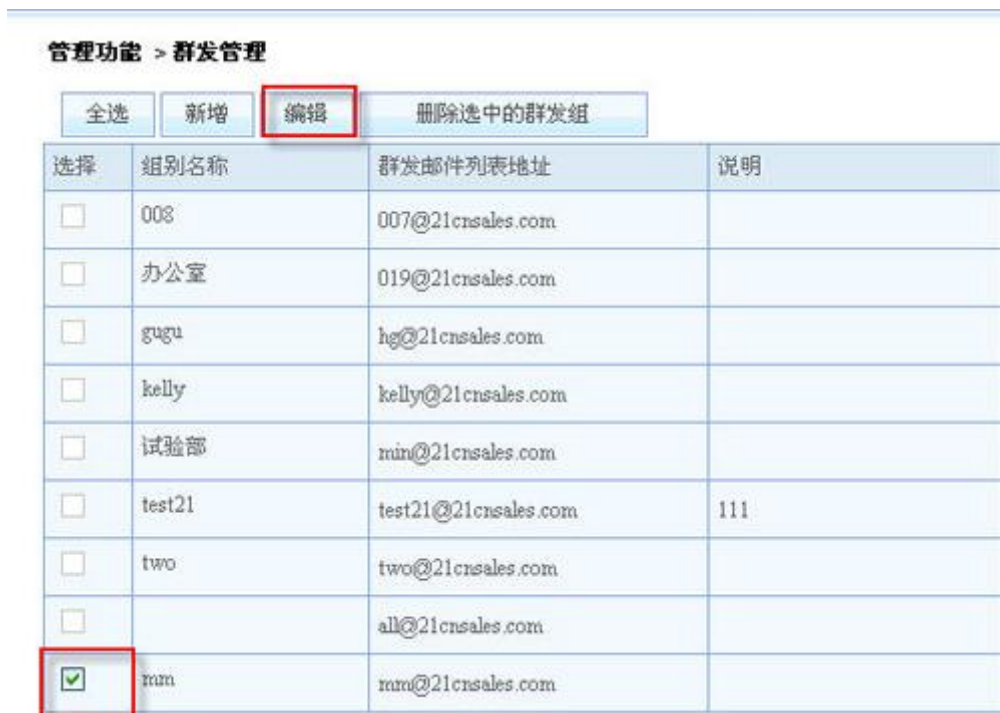 管理功能 > 群发管理
全选 新增 编辑 删除选中的群发组
选择 组别名称 群发邮件列表地址 说明
008 007@21cnsales.com
办公室 019@21cnsales.com
gugu hg@21cnsales.com
kelly kelly@21cnsales.com
试验部 min@21cnsales.com
test21 test21@21cnsales.com 111
two two@21cnsales.com
all@21cnsales.com
mm mm@21cnsales.com